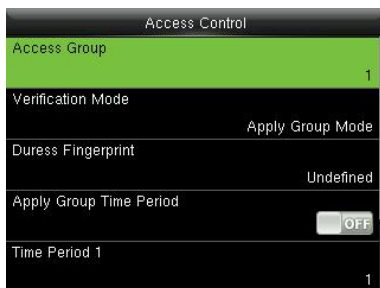 Access Control
Access Group
1
Verification Mode
Apply Group Mode
Duress Fingerprint
Undefined
Apply Group Time Period
OFF
Time Period 1
1